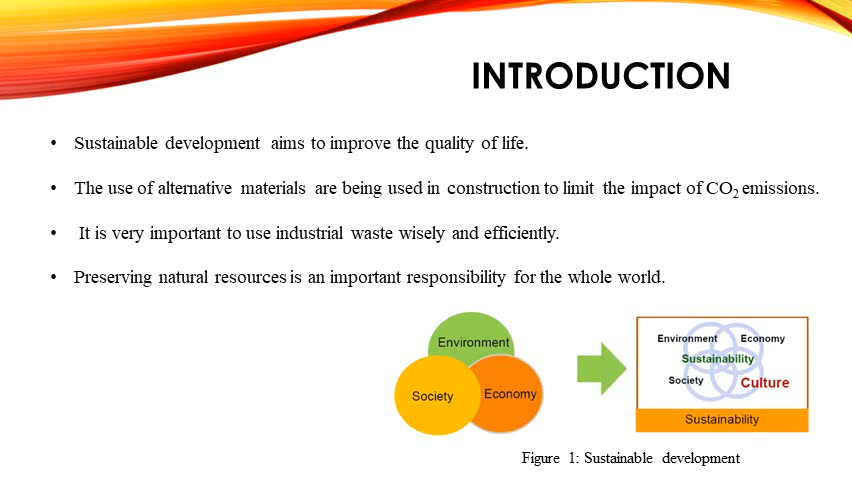 INTRODUCTION
• Sustainable development aims to improve the quality of life.
• The use of alternative materials are being used in construction to limit the impact of CO₂ emissions.
• It is very important to use industrial waste wisely and efficiently.
• Preserving natural resources is an important responsibility for the whole world.
Environment
Society
Economy
Environment Economy
Sustainability
Society Culture
Sustainability
Figure 1: Sustainable development